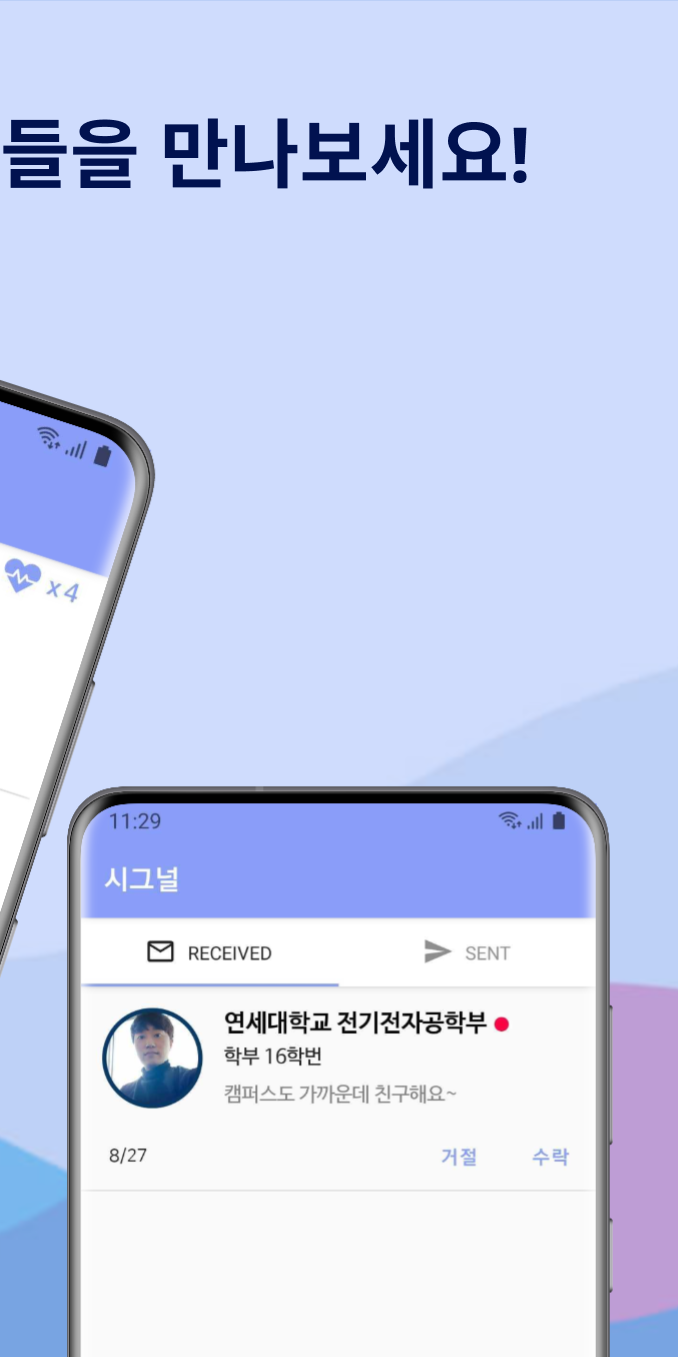 들을 만나보세요!
x4
11:29
시그널
RECEIVED
SENT
연세대학교 전기전자공학부
학부 16학번
캠퍼스도 가까운데 친구해요~
8/27
거절
수락